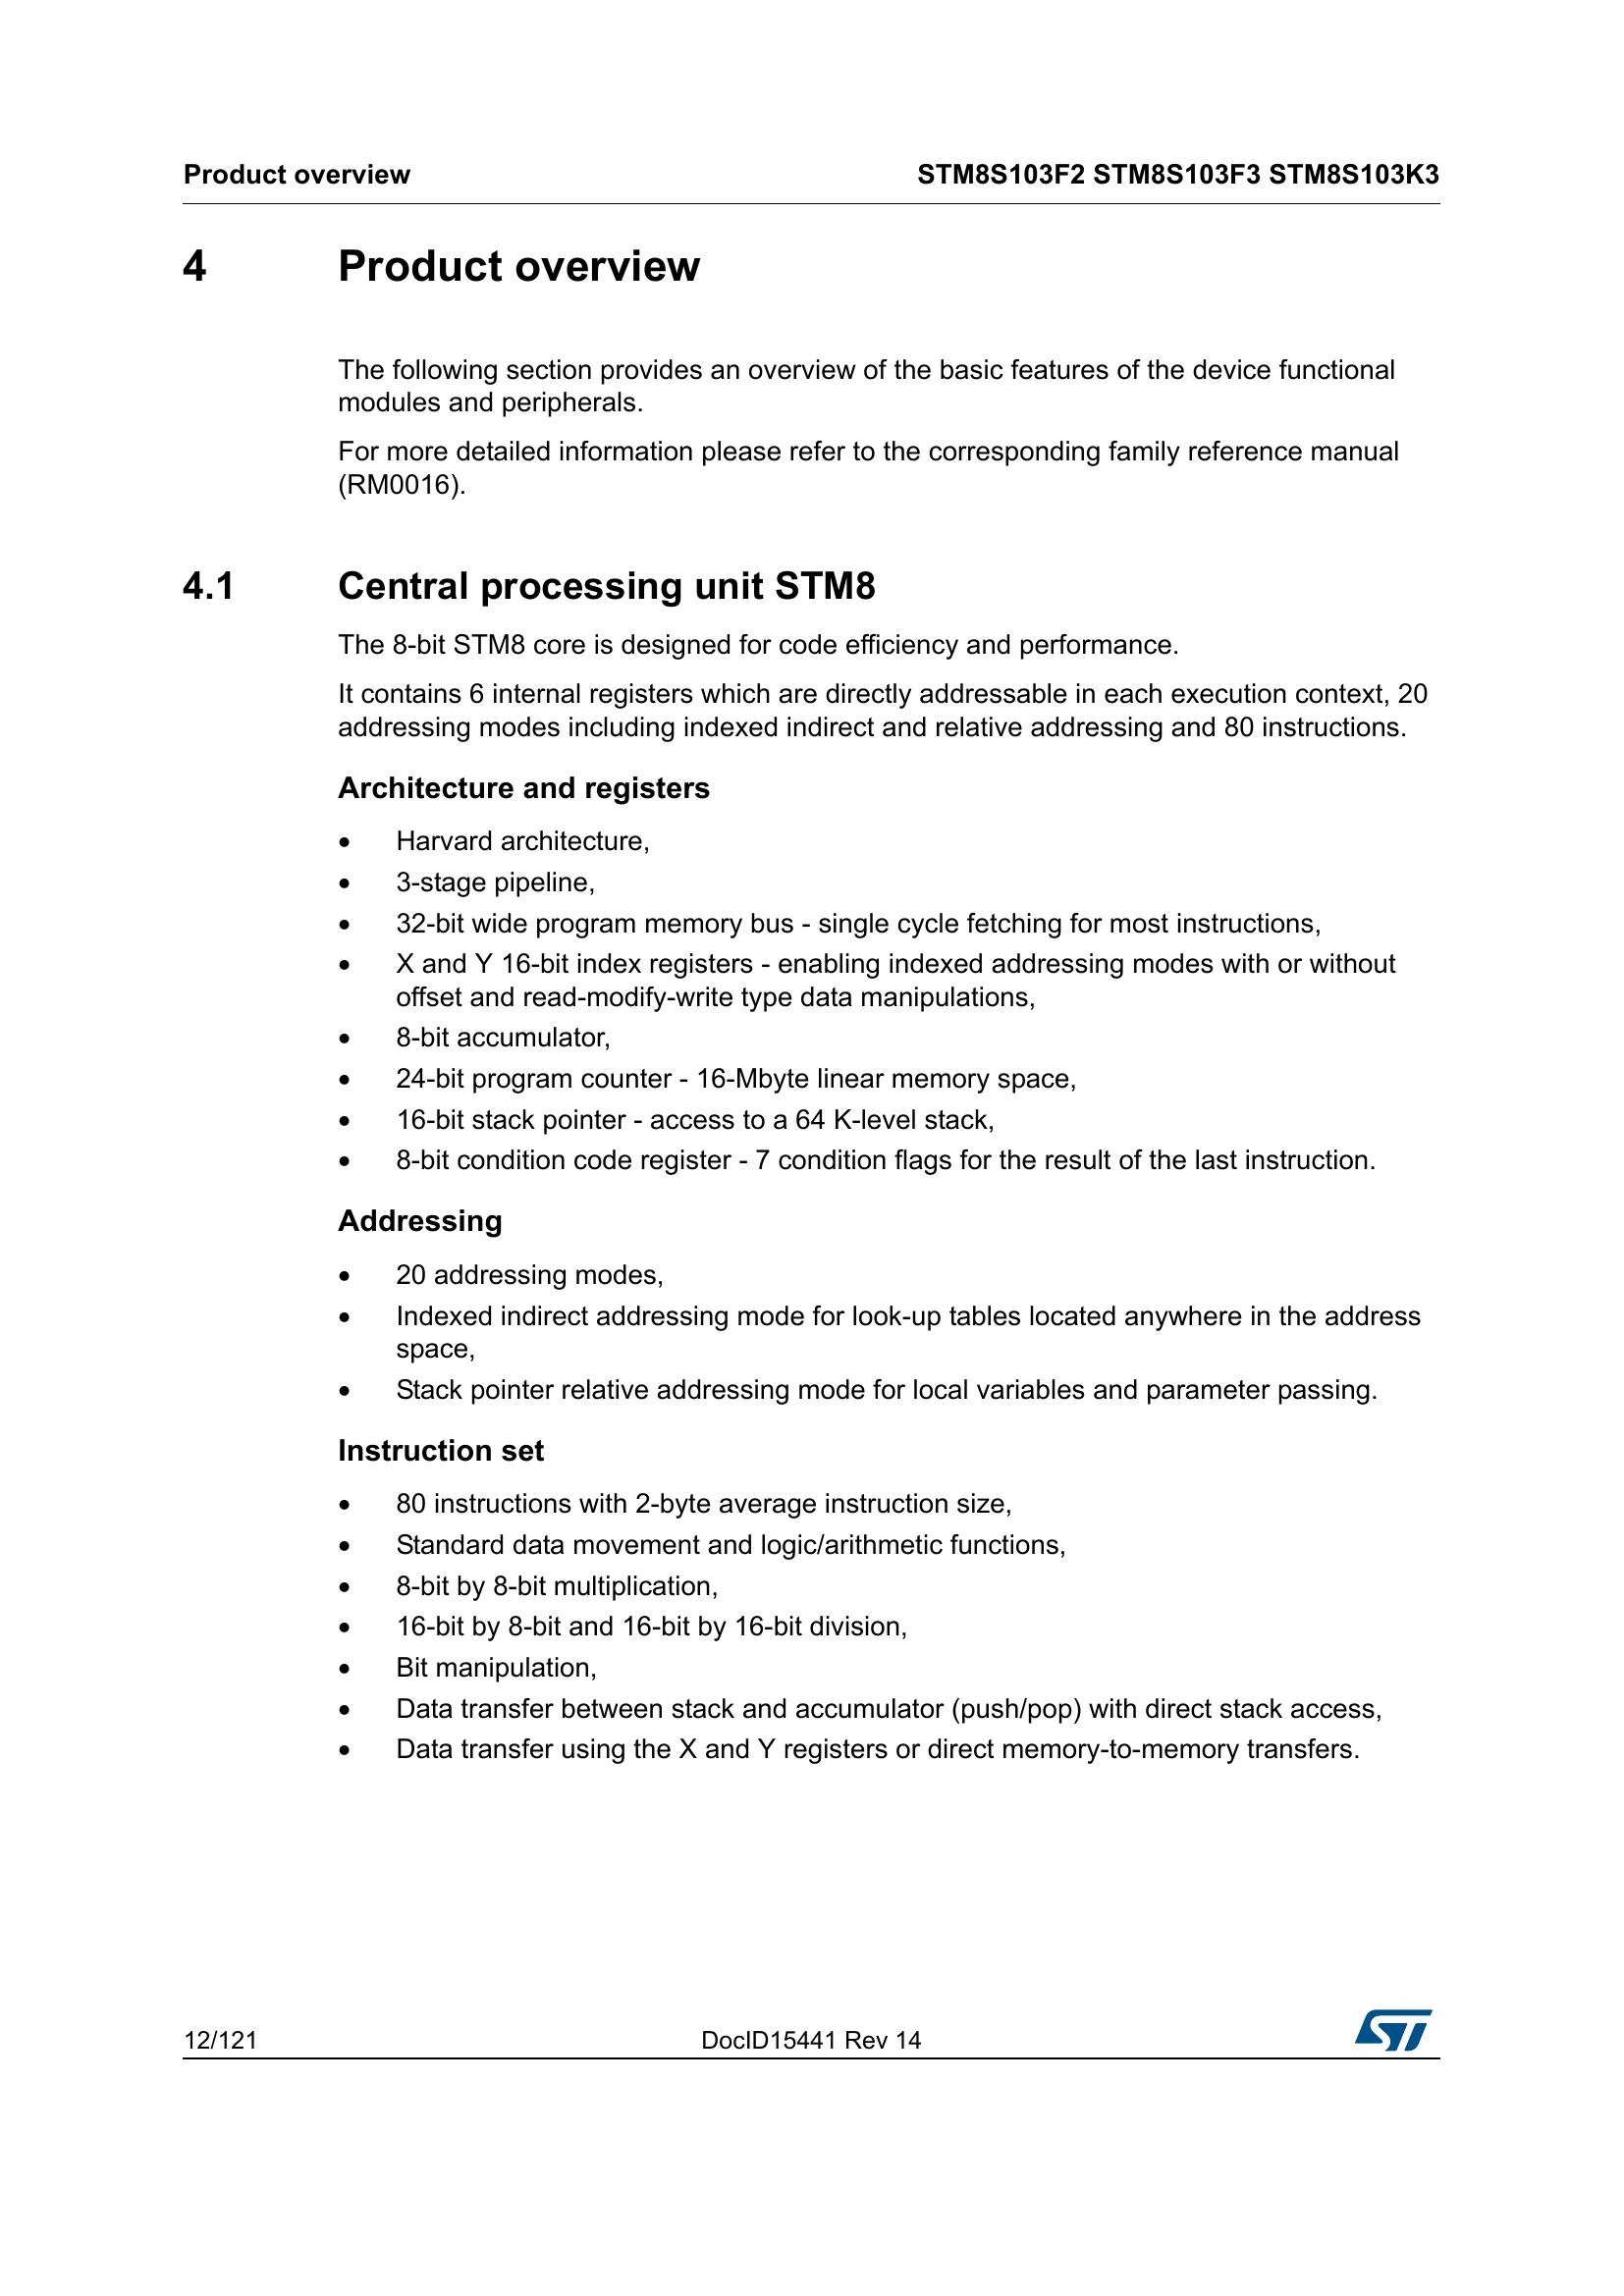 Product overview STM8S103F2 STM8S103F3 STM8S103K3
4 Product overview
The following section provides an overview of the basic features of the device functional
modules and peripherals.
For more detailed information please refer to the corresponding family reference manual
(RM0016).
4.1 Central processing unit STM8
The 8-bit STM8 core is designed for code efficiency and performance.
It contains 6 internal registers which are directly addressable in each execution context, 20
addressing modes including indexed indirect and relative addressing and 80 instructions.
Architecture and registers
• Harvard architecture,
• 3-stage pipeline,
• 32-bit wide program memory bus - single cycle fetching for most instructions,
• X and Y 16-bit index registers - enabling indexed addressing modes with or without
offset and read-modify-write type data manipulations,
• 8-bit accumulator,
• 24-bit program counter - 16-Mbyte linear memory space,
• 16-bit stack pointer - access to a 64 K-level stack,
• 8-bit condition code register - 7 condition flags for the result of the last instruction.
Addressing
• 20 addressing modes,
• Indexed indirect addressing mode for look-up tables located anywhere in the address
space,
• Stack pointer relative addressing mode for local variables and parameter passing.
Instruction set
• 80 instructions with 2-byte average instruction size,
• Standard data movement and logic/arithmetic functions,
• 8-bit by 8-bit multiplication,
• 16-bit by 8-bit and 16-bit by 16-bit division,
• Bit manipulation,
• Data transfer between stack and accumulator (push/pop) with direct stack access,
• Data transfer using the X and Y registers or direct memory-to-memory transfers.
12/121 DocID15441 Rev 14 ST